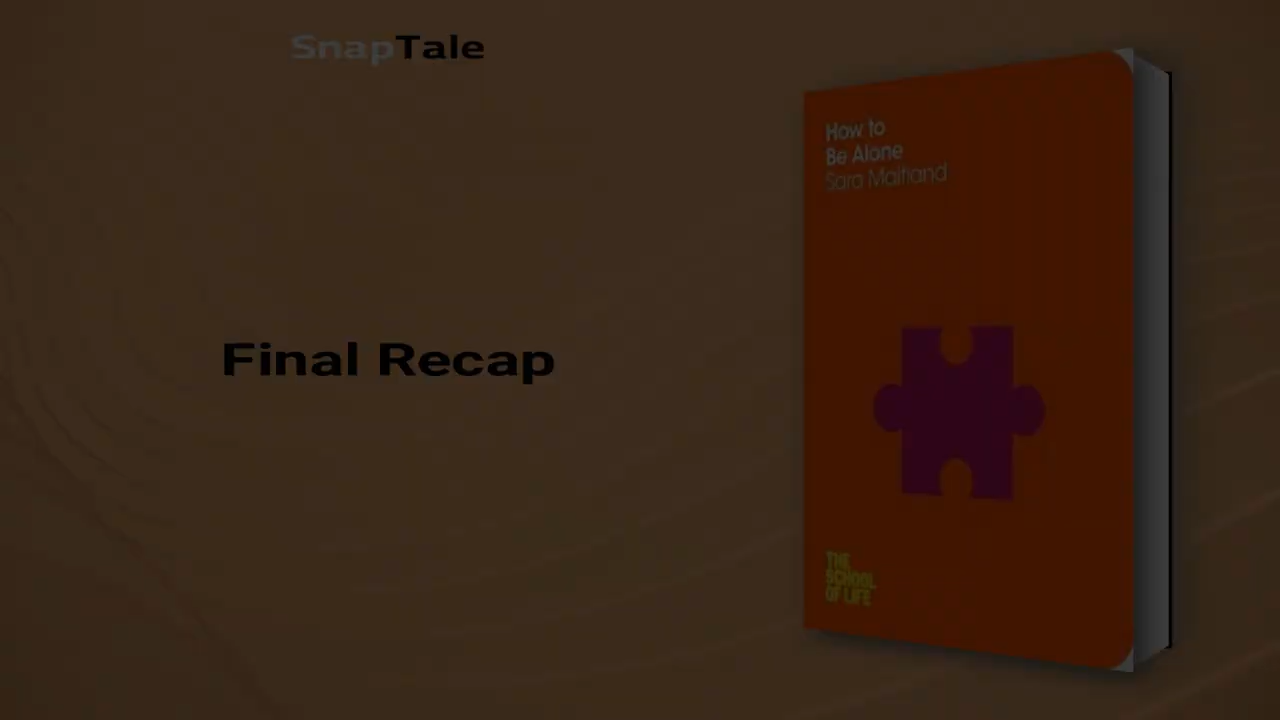 SnapTale
Final Recap
How to
Be Alone
Sara Maitland
THE
SCHOOL
OF LIFE